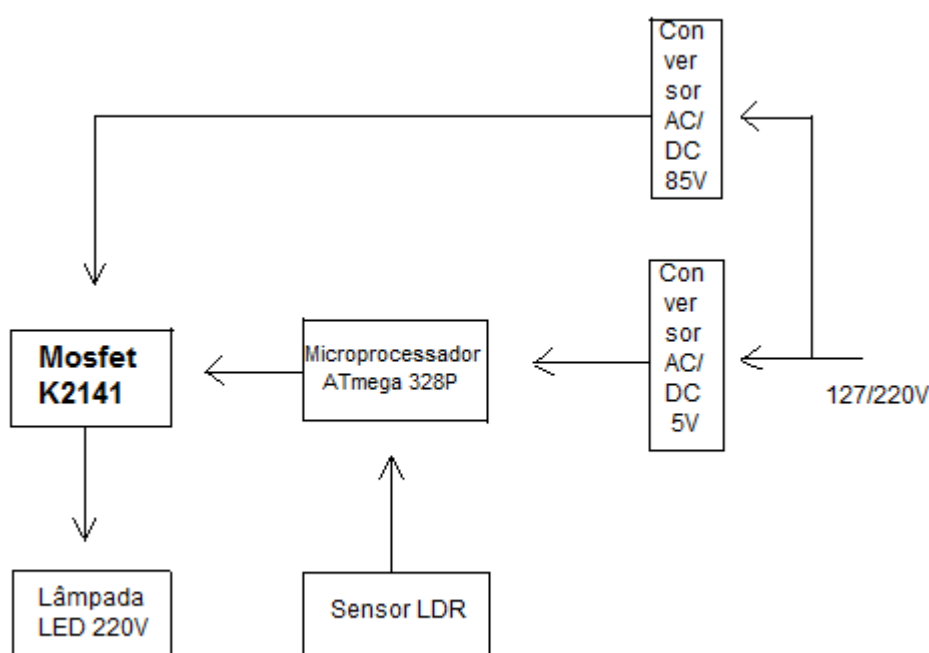 Con
ver
sor
AC/
DC
85V
Con
ver
sor
AC/
DC
5V
127/220V
Mosfet
K2141
Microprocessador
ATmega 328P
Lâmpada
LED 220V
Sensor LDR